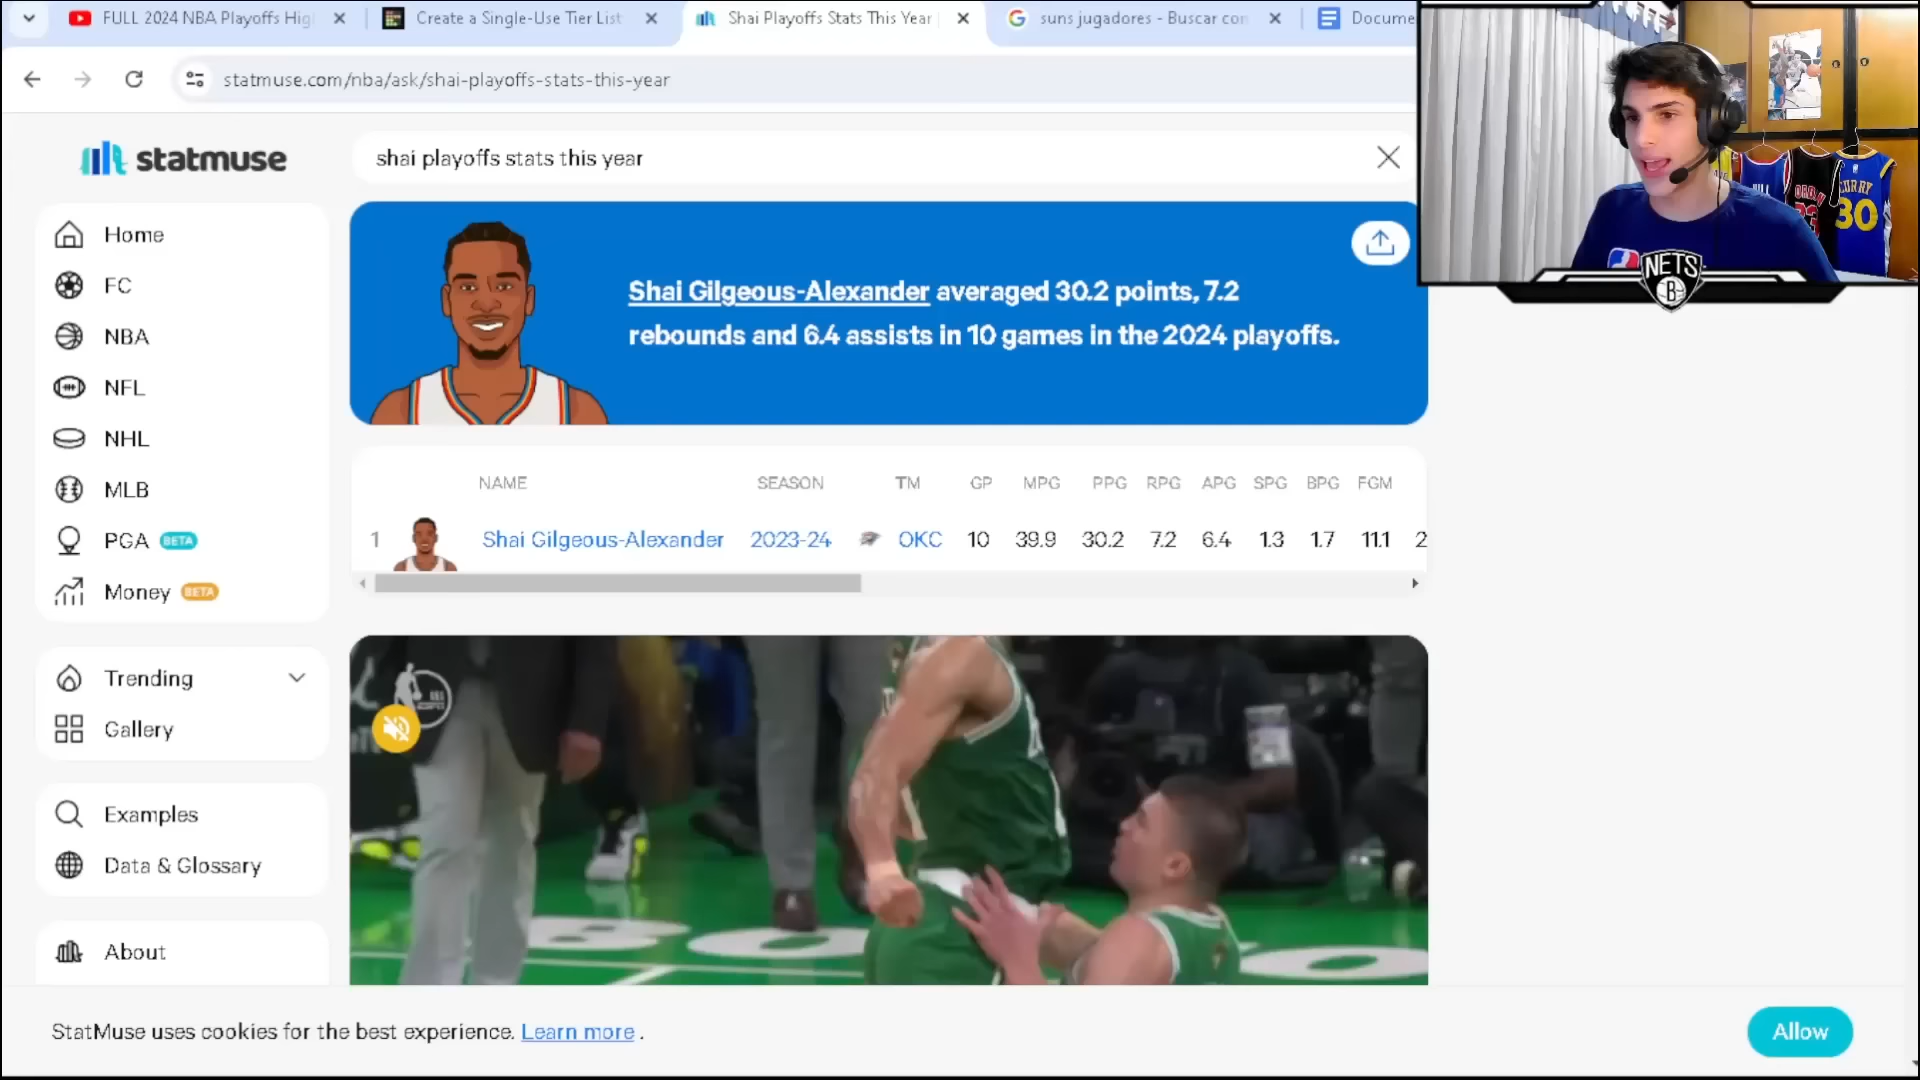 FULL 2024 NBA Playoffs Hig
Create a Single-Use Tier List
Shai Playoffs Stats This Year
suns jugadores - Buscar con
Docume
statmuse.com/nba/ask/shai-playoffs-stats-this-year
statmuse
shai playoffs stats this year
Home
FC
NBA
NFL
NHL
MLB
PGA BETA
Money BETA
Trending
Gallery
Examples
Data & Glossary
About
Shai Gilgeous-Alexander averaged 30.2 points, 7.2
rebounds and 6.4 assists in 10 games in the 2024 playoffs.
NAME SEASON TM GP MPG PPG RPG APG SPG BPG FGM
1 Shai Gilgeous-Alexander 2023-24 OKC 10 39.9 30.2 7.2 6.4 1.3 1.7 11.1 2
StatMuse uses cookies for the best experience. Learn more .
Allow
CURRY
30
NETS
B